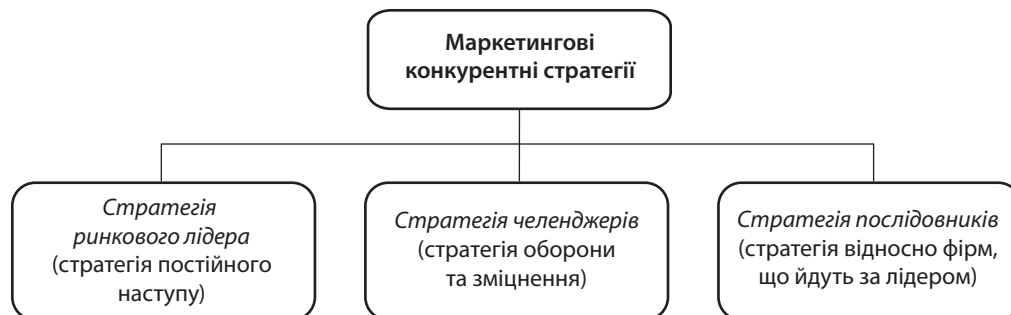 Маркетингові
конкурентні стратегії
Стратегія
ринкового лідера
(стратегія постійного
наступу)
Стратегія челенджерів
(стратегія оборони
та зміцнення)
Стратегія послідовників
(стратегія відносно фірм,
що йдуть за лідером)